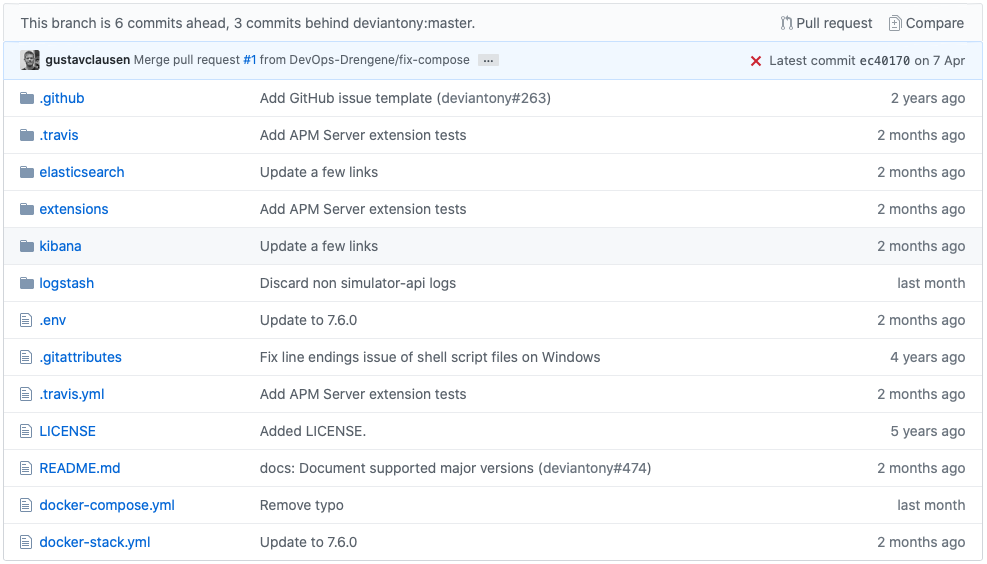 This branch is 6 commits ahead, 3 commits behind deviantony:master. Pull request Compare
gustavclausen Merge pull request #1 from DevOps-Drengene/fix-compose ... Latest commit ec40170 on 7 Apr
.github Add GitHub issue template (deviantony#263) 2 years ago
.travis Add APM Server extension tests 2 months ago
elasticsearch Update a few links 2 months ago
extensions Add APM Server extension tests 2 months ago
kibana Update a few links 2 months ago
logstash Discard non simulator-api logs last month
.env Update to 7.6.0 2 months ago
.gitattributes Fix line endings issue of shell script files on Windows 4 years ago
.travis.yml Add APM Server extension tests 2 months ago
LICENSE Added LICENSE. 5 years ago
README.md docs: Document supported major versions (deviantony#474) 2 months ago
docker-compose.yml Remove typo last month
docker-stack.yml Update to 7.6.0 2 months ago